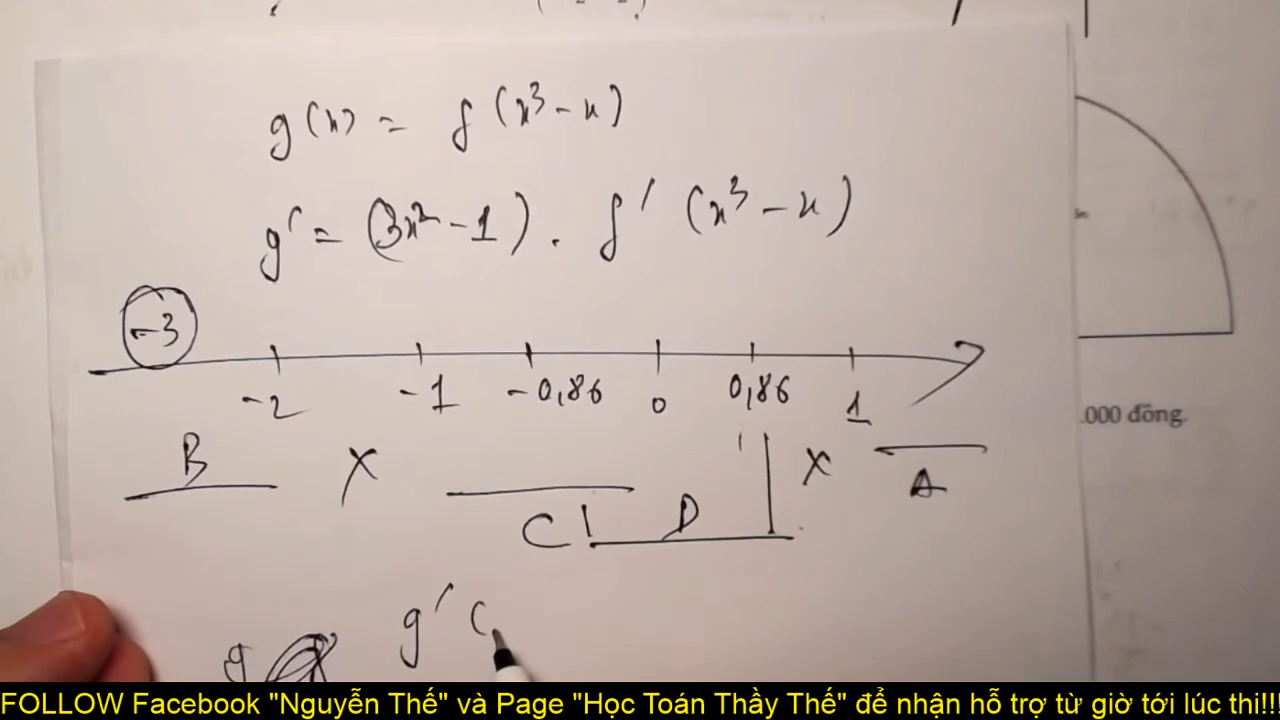 g(x) = f(x³ - x)
g' = (3x² - 1) . f'(x³ - x)
-3
-2 -1 -0,86 0 0,86 1
.000 đồng.
B X X A
C D
g'(
FOLLOW Facebook "Nguyễn Thế" và Page "Học Toán Thầy Thế" để nhận hỗ trợ từ giờ tới lúc thi!!!